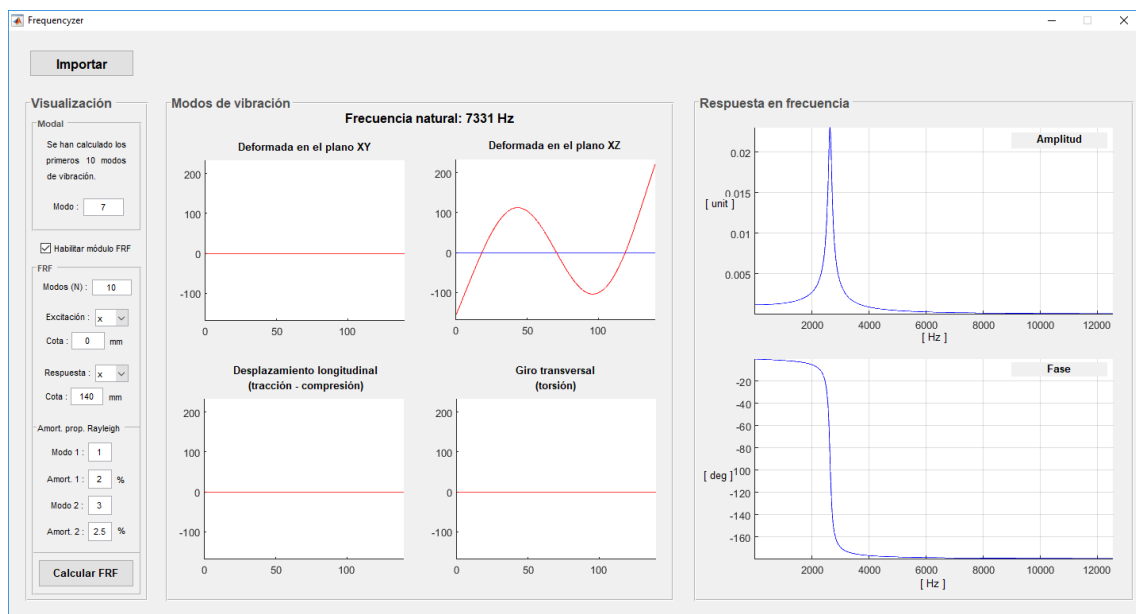 Frequencyzer
Importar
Visualización
Modal
Se han calculado los
primeros 10 modos
de vibración.
Modo : 7
Habilitar módulo FRF
FRF
Modos (N) : 10
Excitación : x
Cota : 0 mm
Respuesta : x
Cota : 140 mm
Amort. prop. Rayleigh
Modo 1 : 1
Amort. 1 : 2 %
Modo 2 : 3
Amort. 2 : 2.5 %
Calcular FRF
Modos de vibración
Frecuencia natural: 7331 Hz
Deformada en el plano XY
200
100
0
-100
0 100
Deformada en el plano XZ
200
100
0
-100
0 50 100
Desplazamiento longitudinal
(tracción - compresión)
200
100
0
-100
0 100
Giro transversal
(torsión)
200
100
0
-100
0 100
Respuesta en frecuencia
Amplitud
0.02
0.015
[ unit ]
0.01
0.005
2000 4000 6000 8000 10000 12000
[ Hz ]
Fase
-20
-40
-60
-80
[ deg ] -100
-120
-140
-160
2000 4000 6000 8000 10000 12000
[ Hz ]